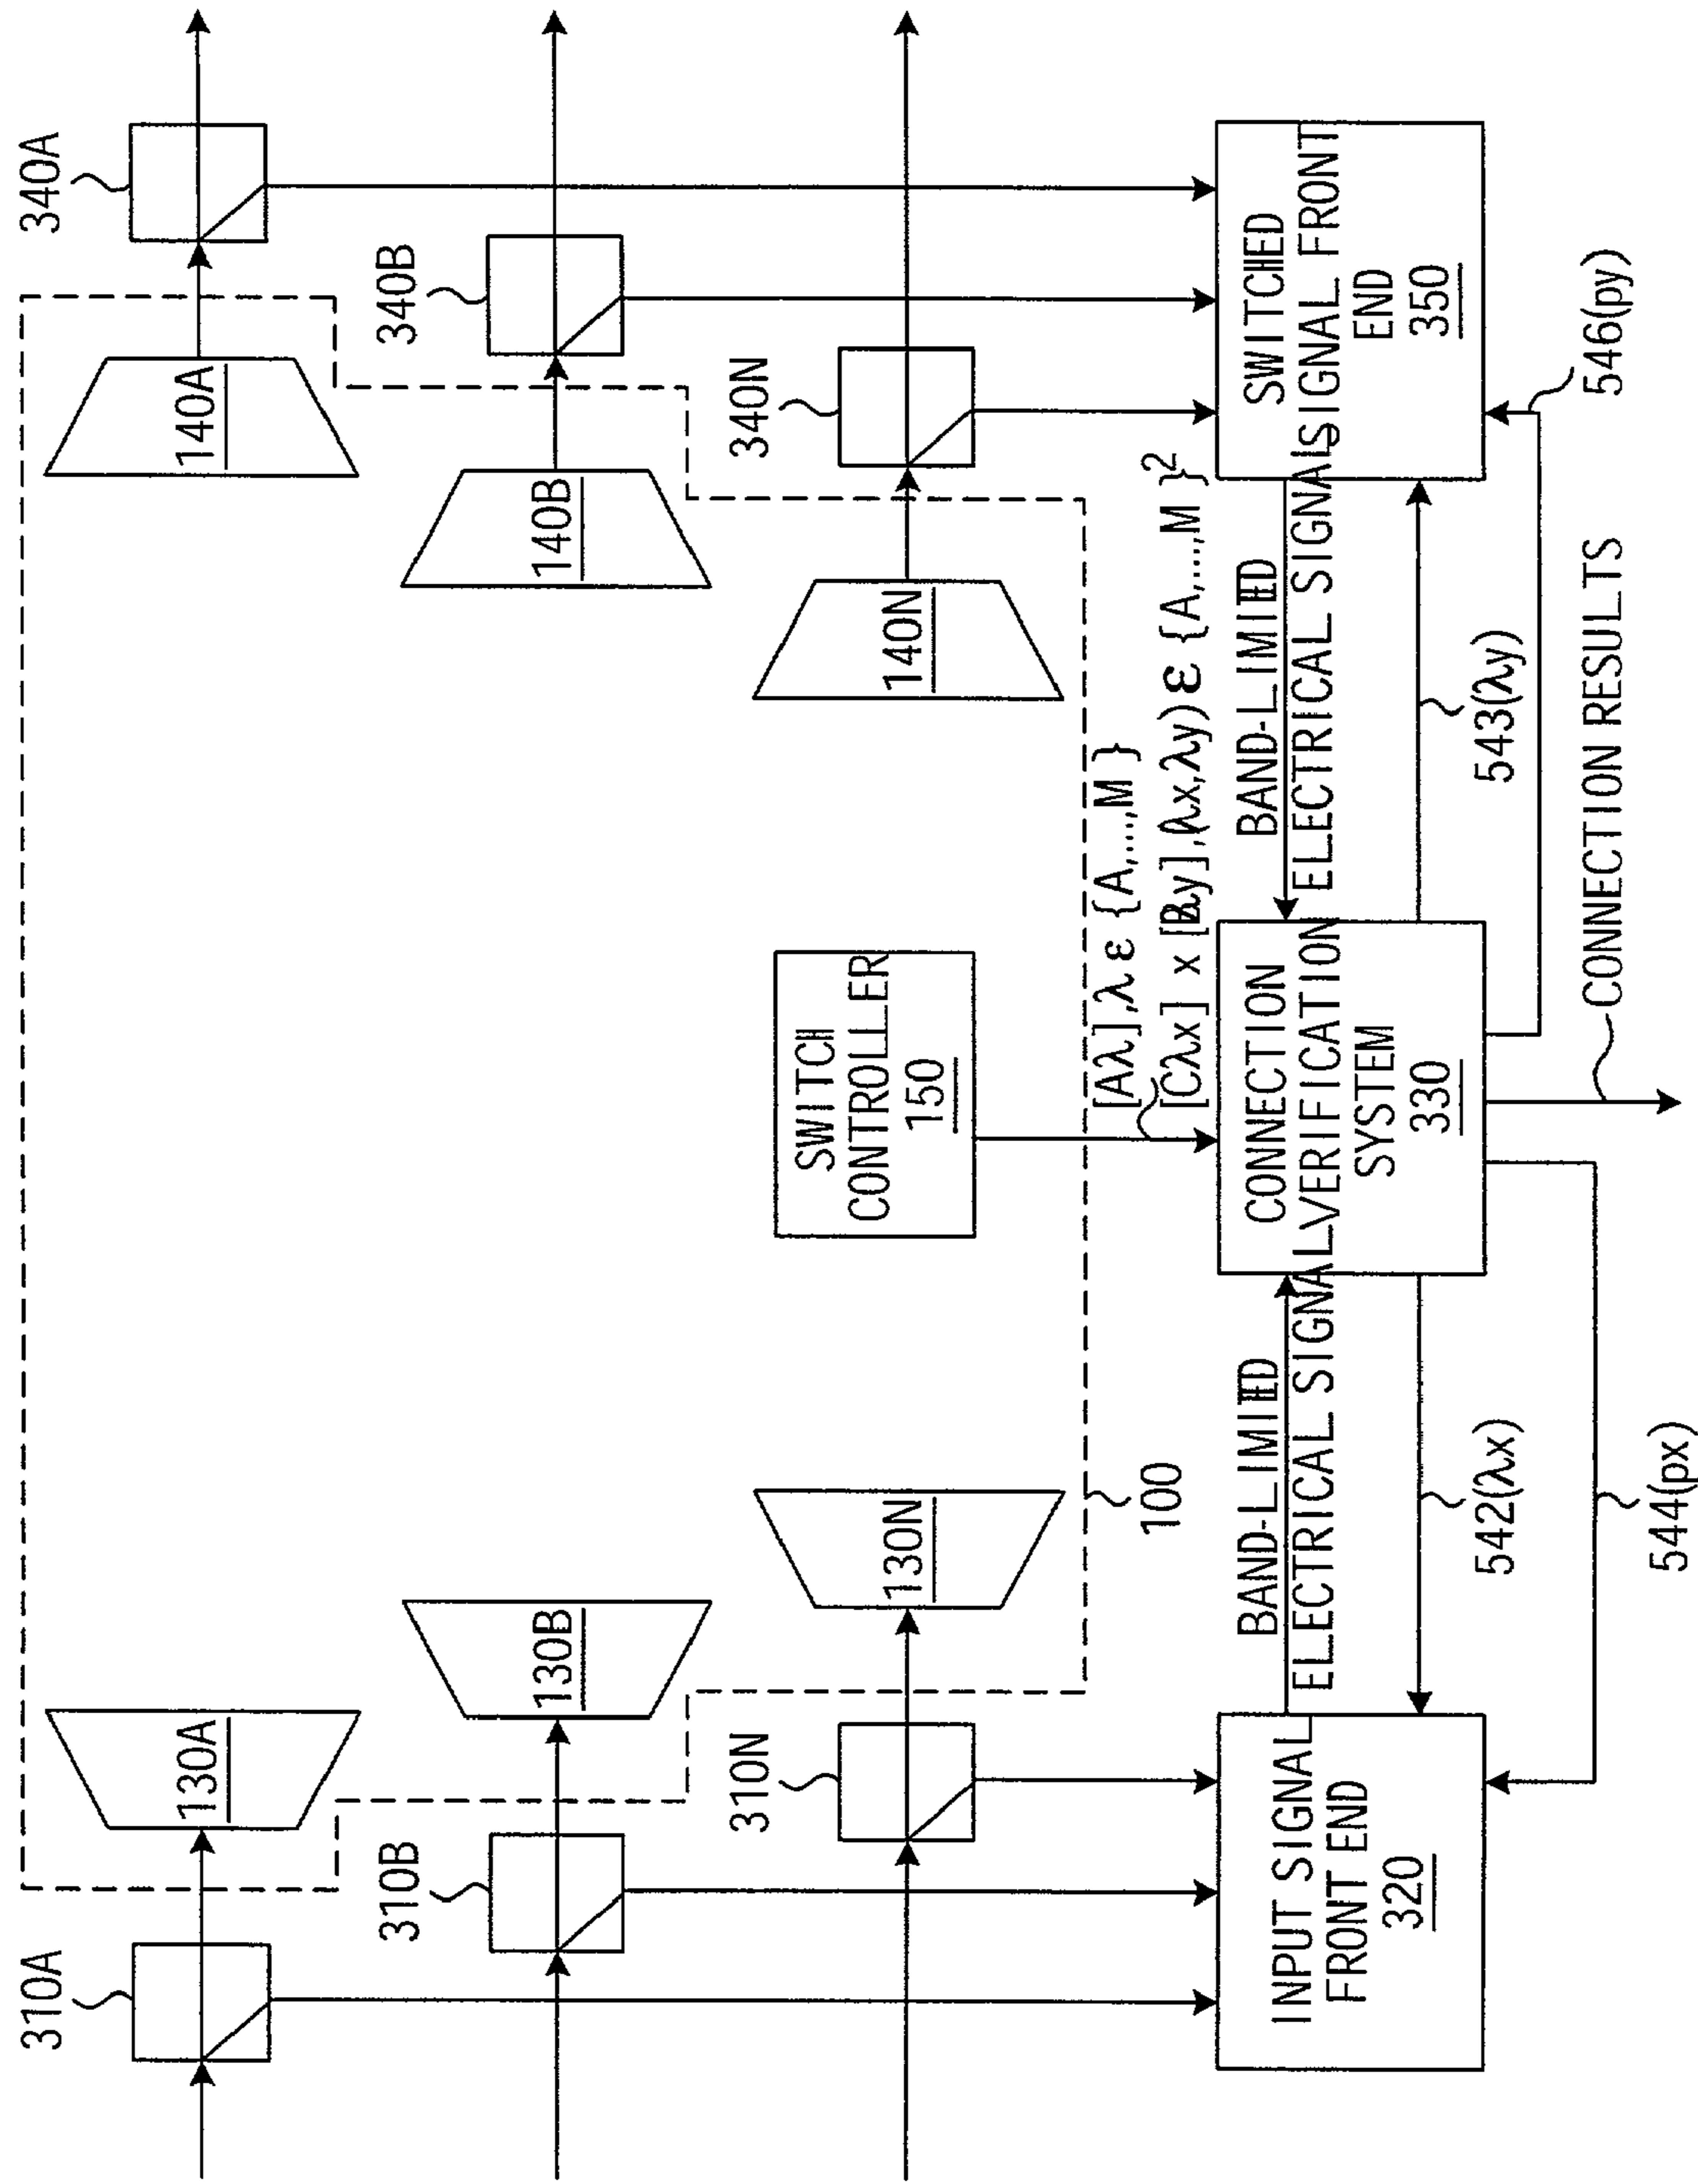 310A
130A
140A
340A
310B
130B
140B
340B
310N
130N
140N
340N
SWITCH
CONTROLLER
150
100
[Aλ],λ ε {A,...,M}
[Cλx] x [Bλy],(λx,λy) ε {A,...,M}²
INPUT SIGNAL
FRONT END
320
BAND-LIMITED
ELECTRICAL SIGNAL
CONNECTION
VERIFICATION
SYSTEM
330
BAND-LIMITED
ELECTRICAL SIGNAL
SWITCHED
SIGNAL FRONT
END
350
542(λx)
543(λy)
544(px)
CONNECTION RESULTS
546(py)